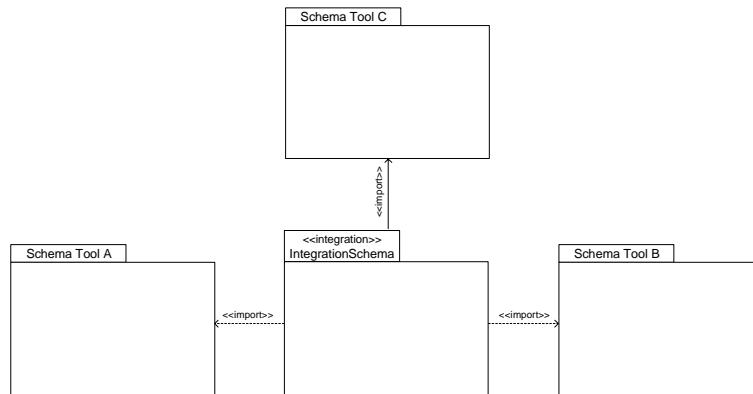 Schema Tool C
<<import>>
<<integration>>
IntegrationSchema
Schema Tool A
Schema Tool B
<<import>>
<<import>>